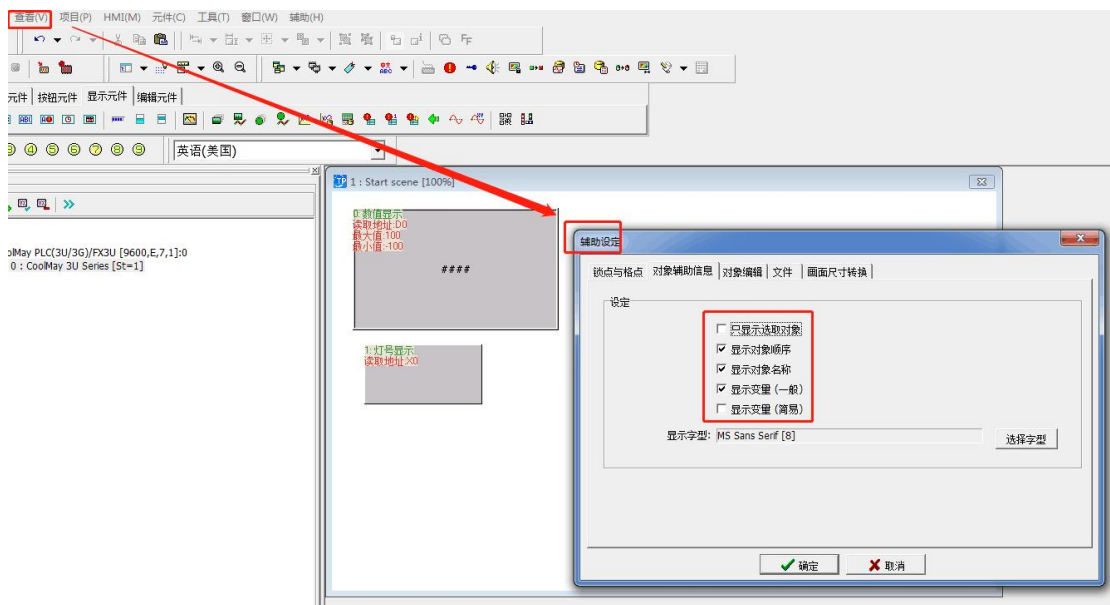 查看(V) 项目(P) HMI(M) 元件(C) 工具(T) 窗口(W) 辅助(H)
元件 按钮元件 显示元件 编辑元件
③ ④ ⑤ ⑥ ⑦ ⑧ ⑨ 英语(美国)
1 : Start scene [100%]
0:数值显示
读取地址:D0
最大值:100
最小值:-100
####
olMay PLC(3U/3G)/FX3U [9600,E,7,1]:0
0 : CoolMay 3U Series [St=1]
1:灯号显示
读取地址:X0
辅助设定
锁点与格点 对象辅助信息 对象编辑 文件 画面尺寸转换
设定
只显示选取对象
显示对象顺序
显示对象名称
显示变量 (一般)
显示变量 (简易)
显示字型: MS Sans Serif [8] 选择字型
确定 取消